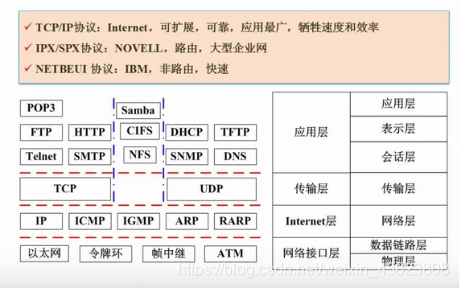 ✓ TCP/IP协议：Internet，可扩展，可靠，应用最广，牺牲速度和效率
✓ IPX/SPX协议：NOVELL，路由，大型企业网
✓ NETBEUI 协议：IBM，非路由，快速
POP3 Samba 应用层
FTP HTTP CIFS DHCP TFTP 应用层 表示层
Telnet SMTP NFS SNMP DNS 会话层
TCP UDP 传输层 传输层
IP ICMP IGMP ARP RARP Internet层 网络层
以太网 令牌环 帧中继 ATM 网络接口层 数据链路层
物理层